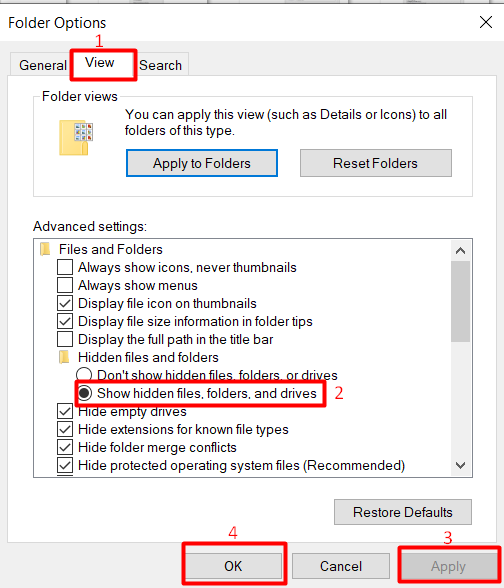 Folder Options
1
General
View
Search
Folder views
You can apply this view (such as Details or Icons) to all
folders of this type.
Apply to Folders
Reset Folders
Advanced settings:
Files and Folders
Always show icons, never thumbnails
Always show menus
Display file icon on thumbnails
Display file size information in folder tips
Display the full path in the title bar
Hidden files and folders
Don't show hidden files, folders, or drives
Show hidden files, folders, and drives
2
Hide empty drives
Hide extensions for known file types
Hide folder merge conflicts
Hide protected operating system files (Recommended)
Restore Defaults
4
3
OK
Cancel
Apply